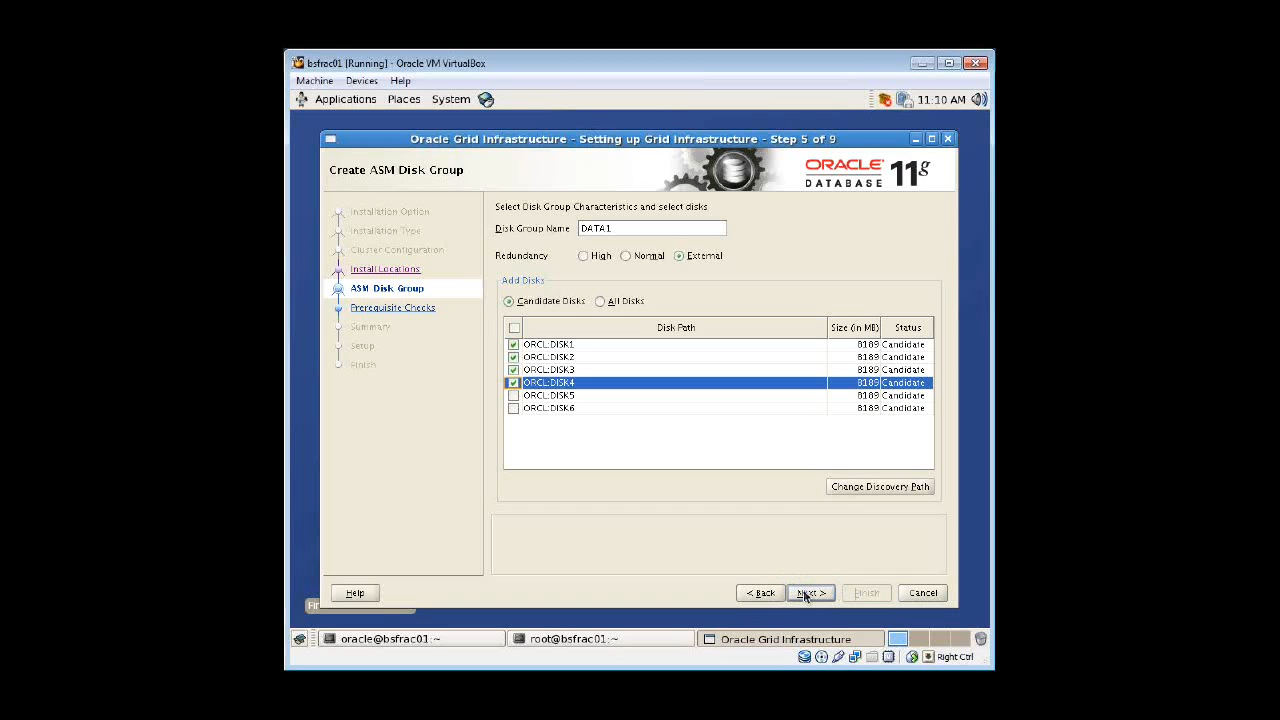 bsfrac01 [Running] - Oracle VM VirtualBox
Machine Devices Help
Applications Places System 11:10 AM
Oracle Grid Infrastructure - Setting up Grid Infrastructure - Step 5 of 9
Create ASM Disk Group
ORACLE
DATABASE 11g
Installation Option
Installation Type
Cluster Configuration
Install Locations
ASM Disk Group
Prerequisite Checks
Summary
Setup
Finish
Select Disk Group Characteristics and select disks
Disk Group Name DATA1
Redundancy High Normal External
Add Disks
Candidate Disks All Disks
Disk Path Size (in MB) Status
ORCL:DISK1 8189 Candidate
ORCL:DISK2 8189 Candidate
ORCL:DISK3 8189 Candidate
ORCL:DISK4 8189 Candidate
ORCL:DISK5 8189 Candidate
ORCL:DISK6 8189 Candidate
Change Discovery Path
Help < Back Next > Finish Cancel
oracle@bsfrac01:~ root@bsfrac01:~ Oracle Grid Infrastructure
Right Ctrl